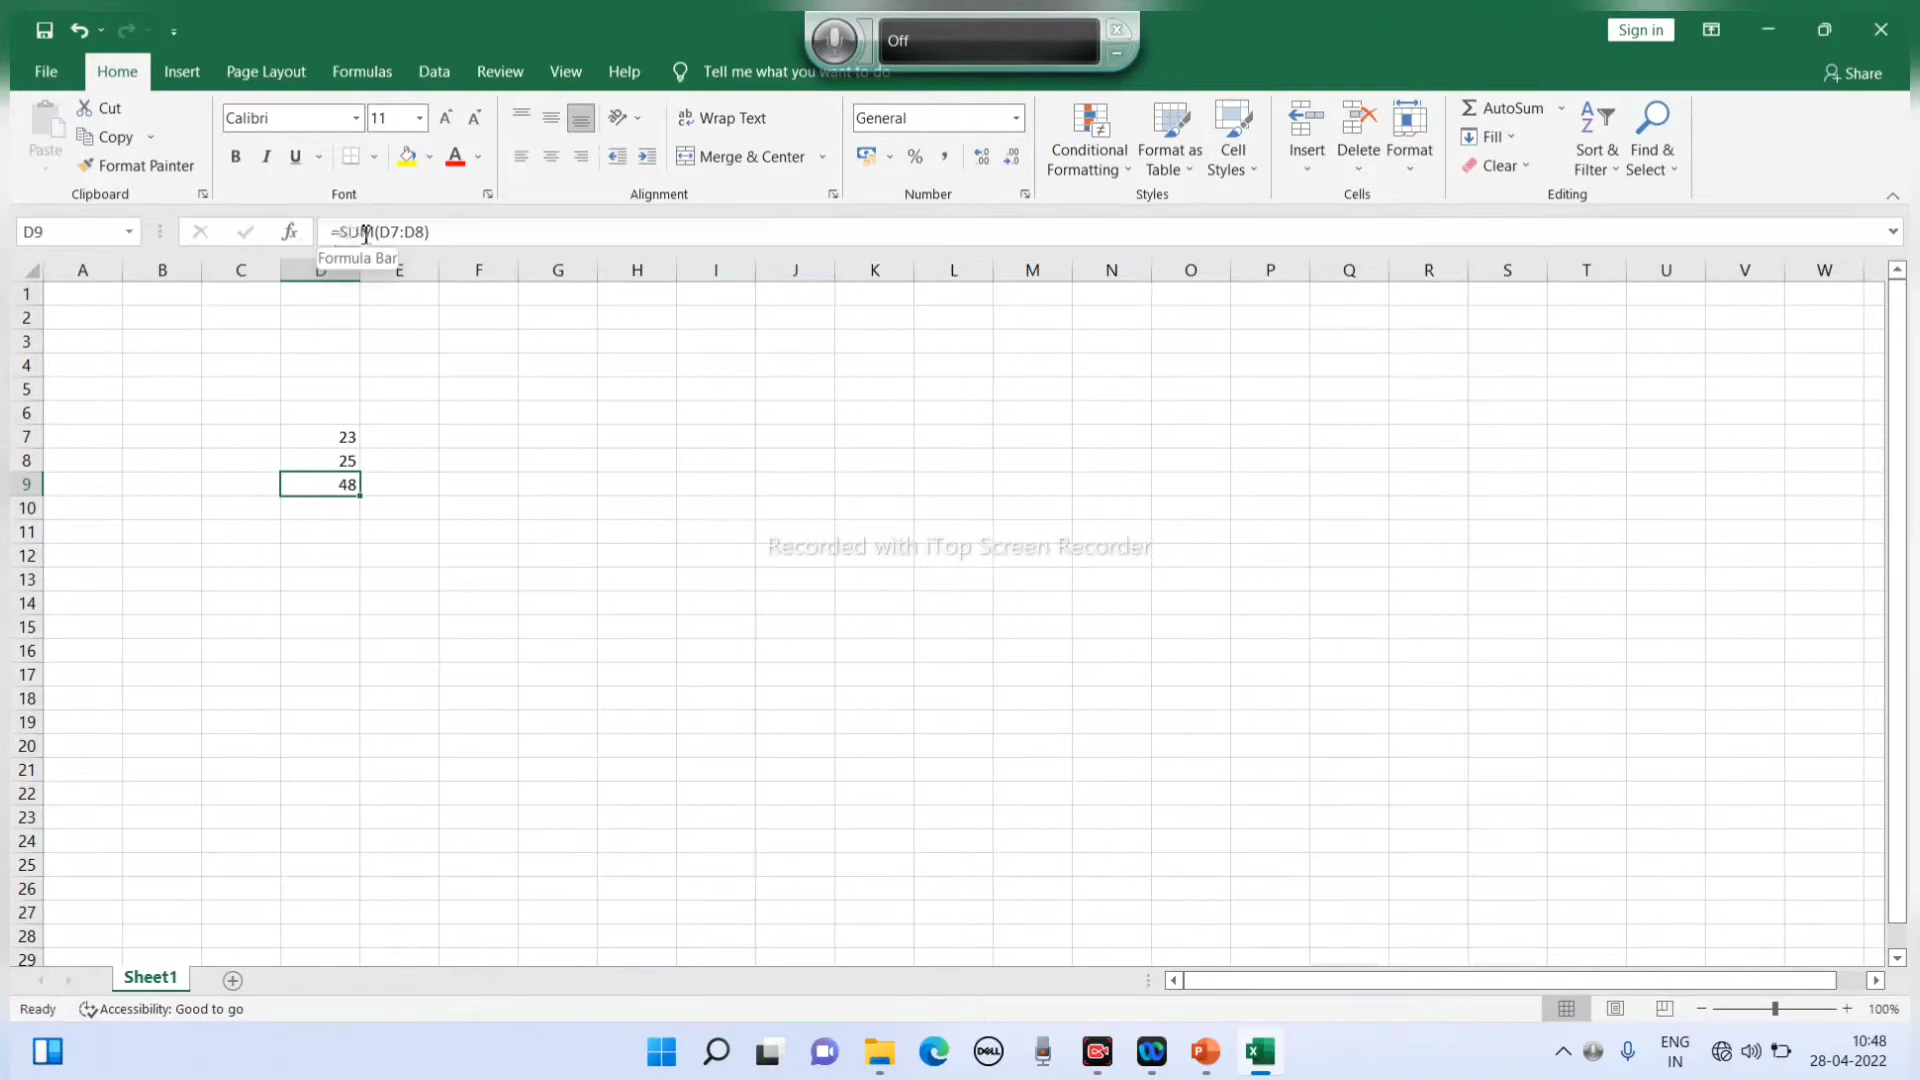 Off
Sign in
File Home Insert Page Layout Formulas Data Review View Help Tell me what you want to do Share
Paste
Cut
Copy
Format Painter
Clipboard
Calibri 11
B I U
Font
Wrap Text
Merge & Center
Alignment
General
Number
Conditional Formatting
Format as Table
Cell Styles
Styles
Insert Delete Format
Cells
AutoSum
Fill
Clear
Sort & Filter
Find & Select
Editing
D9 fx =SUM(D7:D8)
Formula Bar
A B C D E F G H I J K L M N O P Q R S T U V W
1
2
3
4
5
6
7 23
8 25
9 48
10
11
12
Recorded with iTop Screen Recorder
13
14
15
16
17
18
19
20
21
22
23
24
25
26
27
28
29
Sheet1
Ready Accessibility: Good to go 100%
DELL
ENG
IN
10:48
28-04-2022